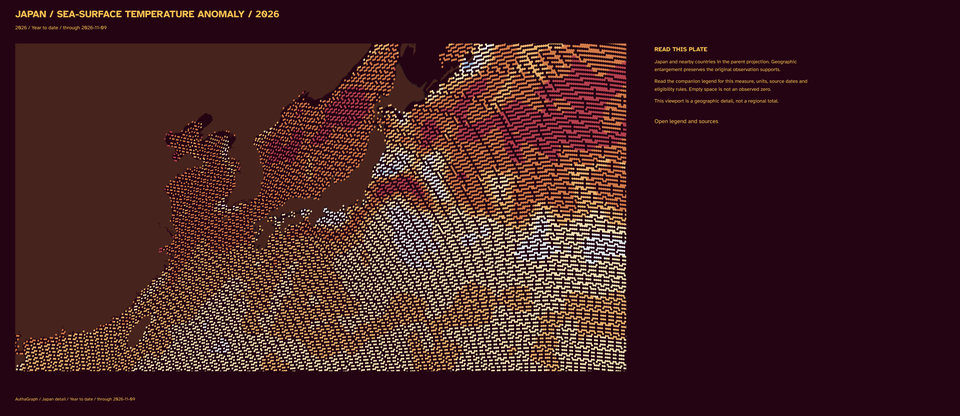 JAPAN / SEA-SURFACE TEMPERATURE ANOMALY / 2026
2026 / Year to date / through 2026-11-09
READ THIS PLATE
Japan and nearby countries in the parent projection. Geographic
enlargement preserves the original observation supports.
Read the companion legend for this measure, units, source dates and
eligibility rules. Empty space is not an observed zero.
This viewport is a geographic detail, not a regional total.
Open legend and sources
AuthaGraph / Japan detail / Year to date / through 2026-11-09